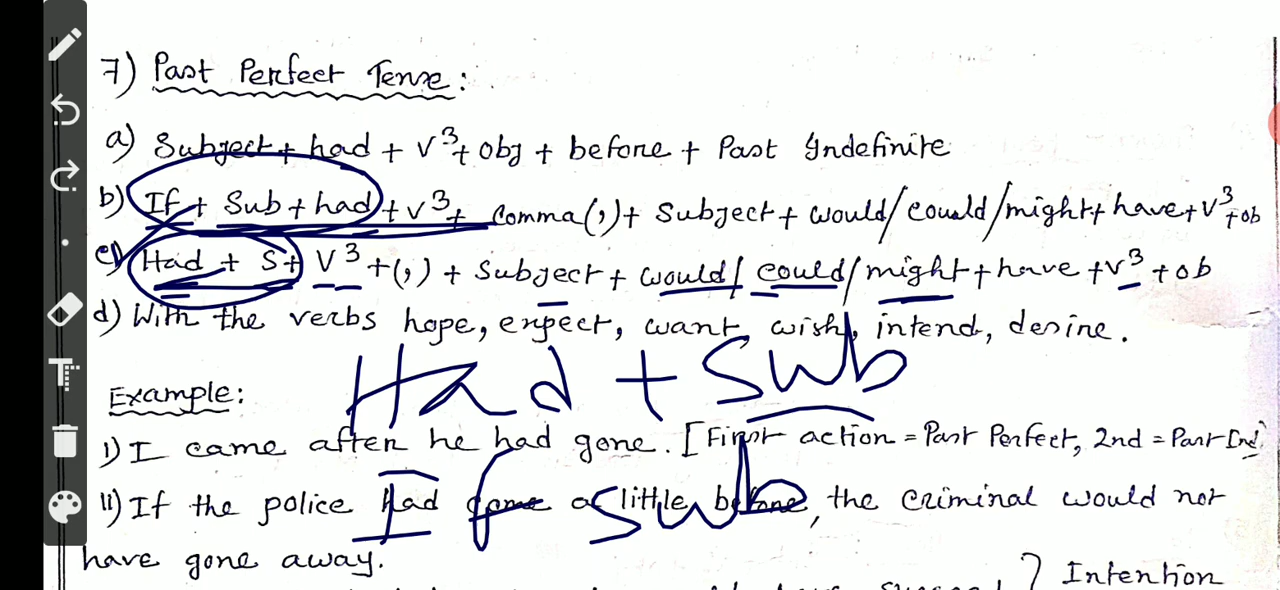 7) Past Perfect Tense:
a) Subject + had + V³ + obj + before + Past Indefinite
b) If + Sub + had + V³ + Comma(,) + Subject + would/could/might + have + V³ + ob
c) Had + S + V³ + (,) + Subject + would/could/might + have + V³ + ob
d) With the verbs hope, expect, want, wish, intend, desire.
Had + Sub
Example:
i) I came after he had gone. [First action = Past Perfect, 2nd = Past Ind]
If Sub
ii) If the police had come a little before, the criminal would not
have gone away.
? Intention